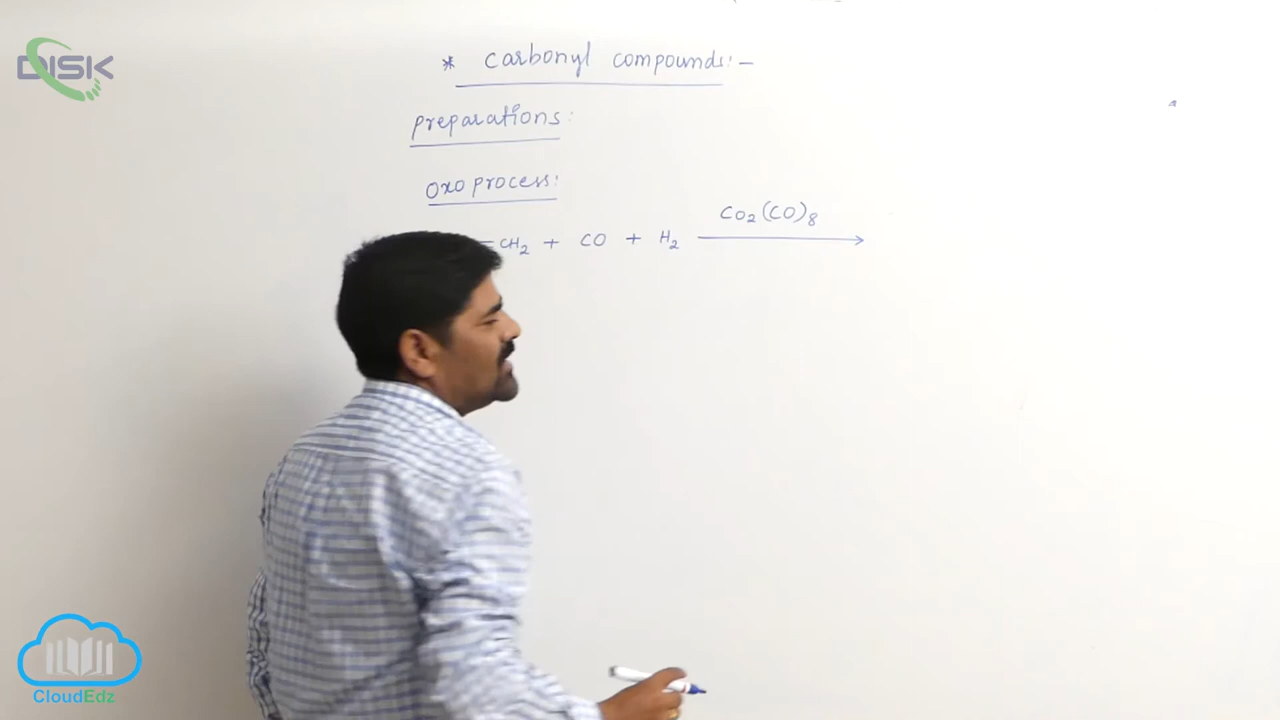 DISK
* carbonyl compounds:-
preparations:
oxo process:
Co₂(CO)₈
=CH₂ + CO + H₂ →
CloudEdz